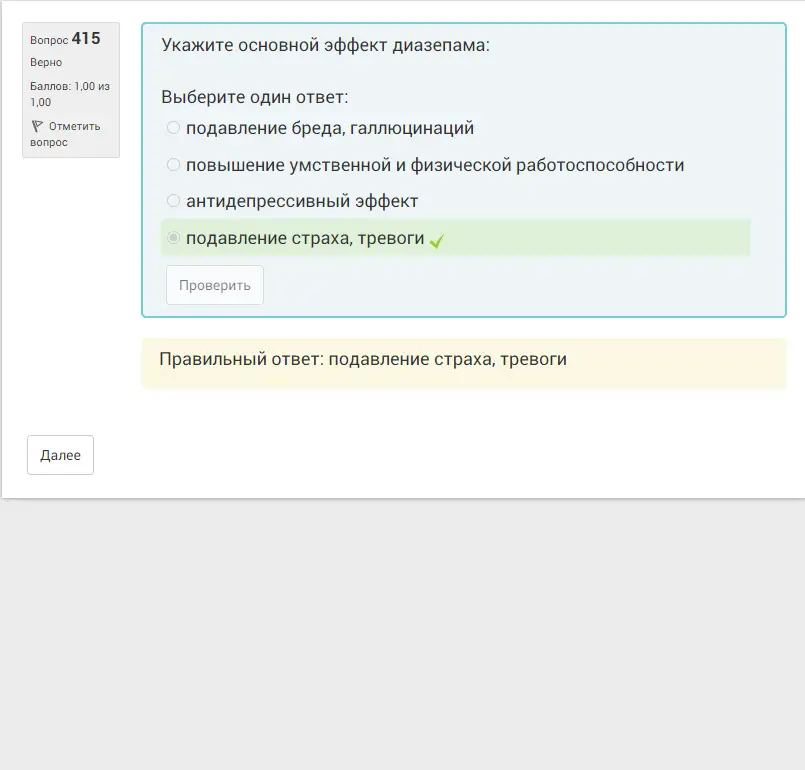 Вопрос 415
Верно
Баллов: 1,00 из
1,00
Отметить
вопрос
Укажите основной эффект диазепама:
Выберите один ответ:
подавление бреда, галлюцинаций
повышение умственной и физической работоспособности
антидепрессивный эффект
подавление страха, тревоги
Проверить
Правильный ответ: подавление страха, тревоги
Далее